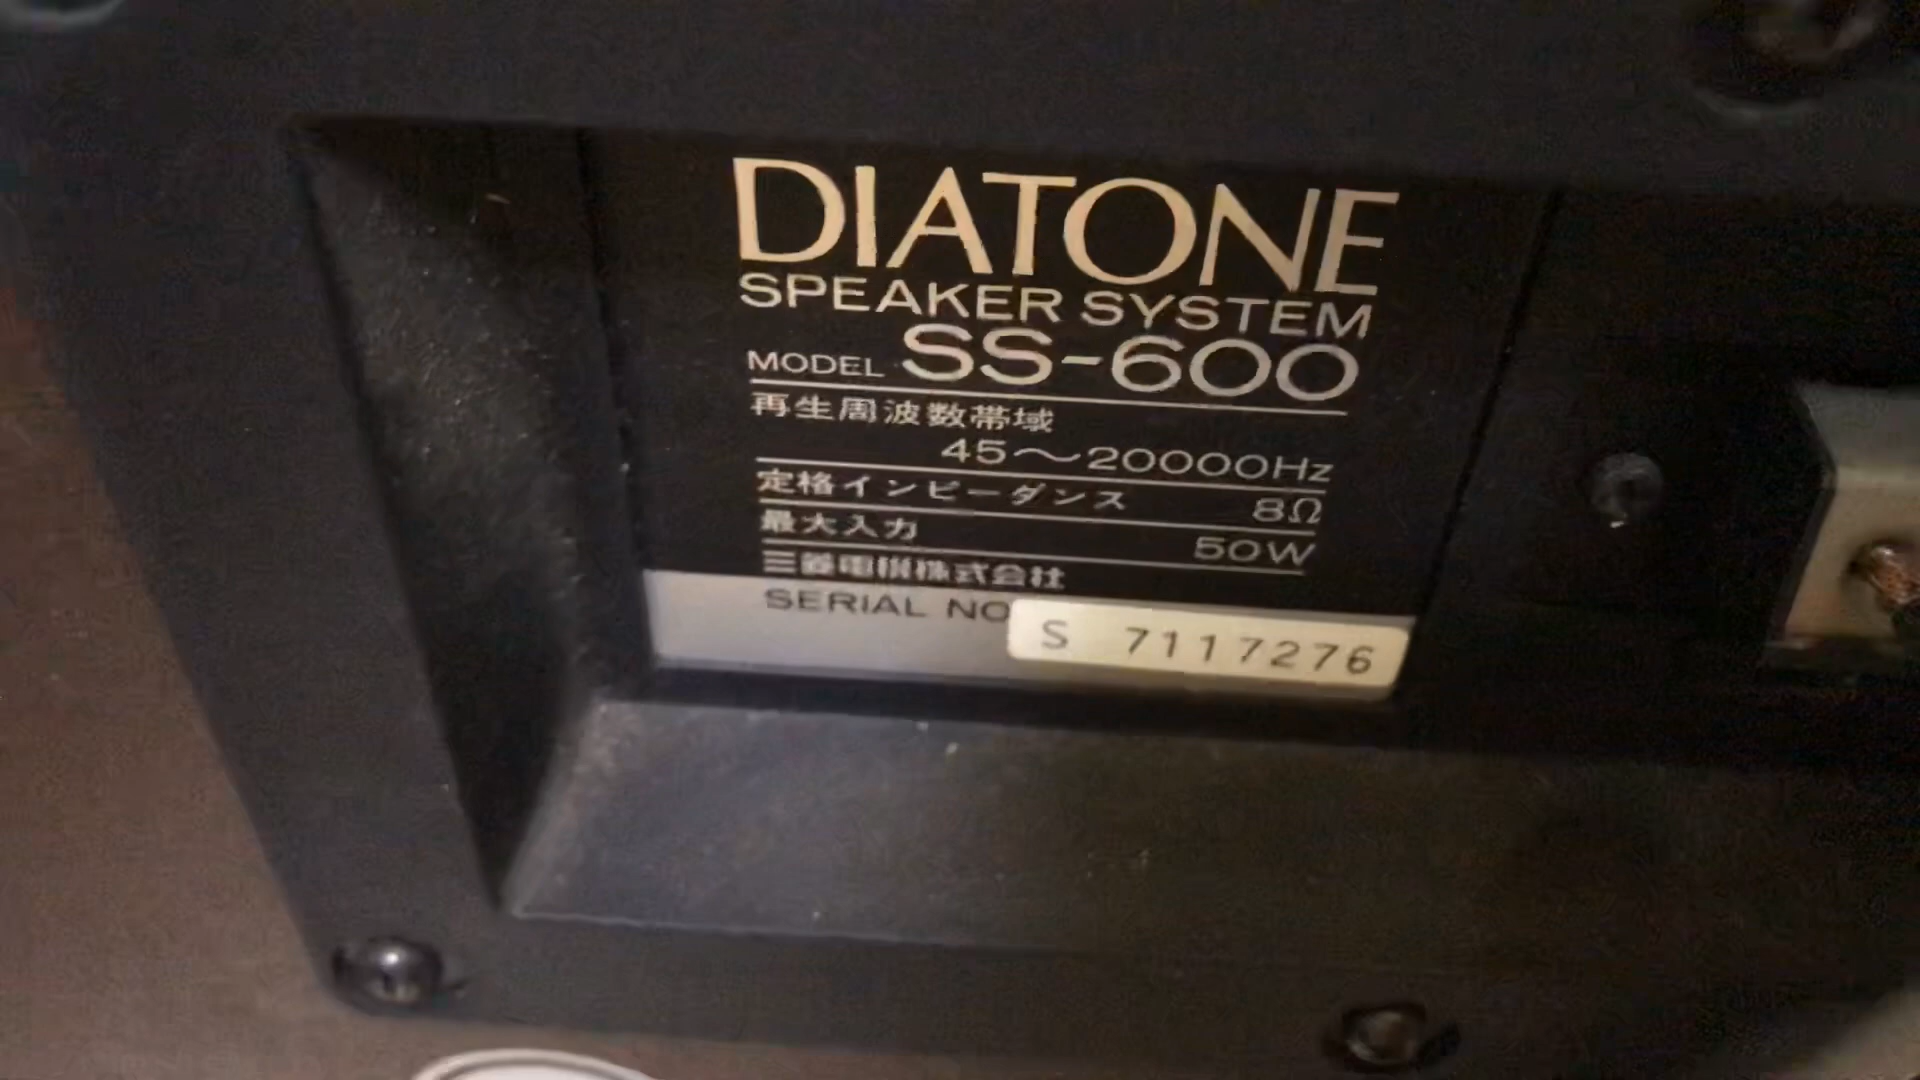 DIATONE
SPEAKER SYSTEM
MODEL SS-600
再生周波数帯域
45〜20000Hz
定格インピーダンス 8Ω
最大入力 50W
三菱電機株式会社
SERIAL NO
S 7117276